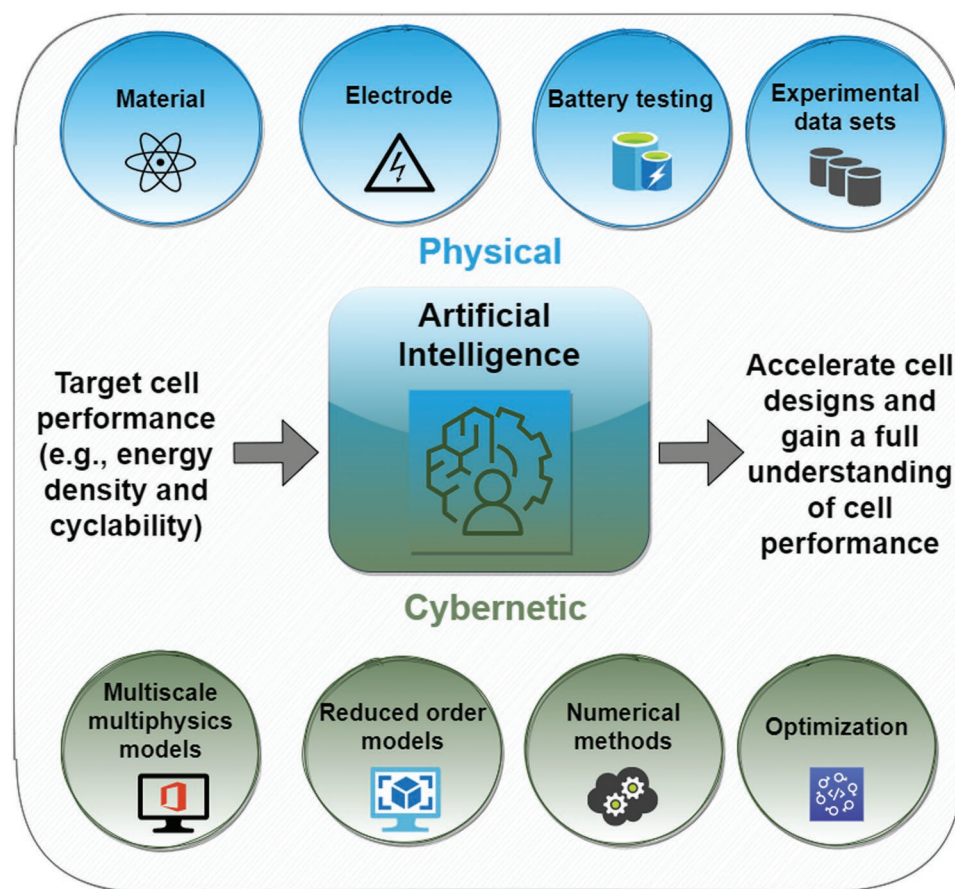 Material
Electrode
Battery testing
Experimental
data sets
Physical
Artificial
Intelligence
Target cell
performance
(e.g., energy
density and
cyclability)
Accelerate cell
designs and
gain a full
understanding
of cell
performance
Cybernetic
Multiscale
multiphysics
models
Reduced order
models
Numerical
methods
Optimization